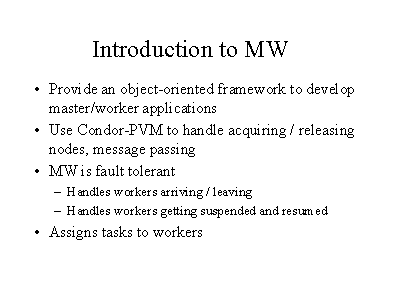 Introduction to MW
• Provide an object-oriented framework to develop
master/worker applications
• Use Condor-PVM to handle acquiring / releasing
nodes, message passing
• MW is fault tolerant
– Handles workers arriving / leaving
– Handles workers getting suspended and resumed
• Assigns tasks to workers